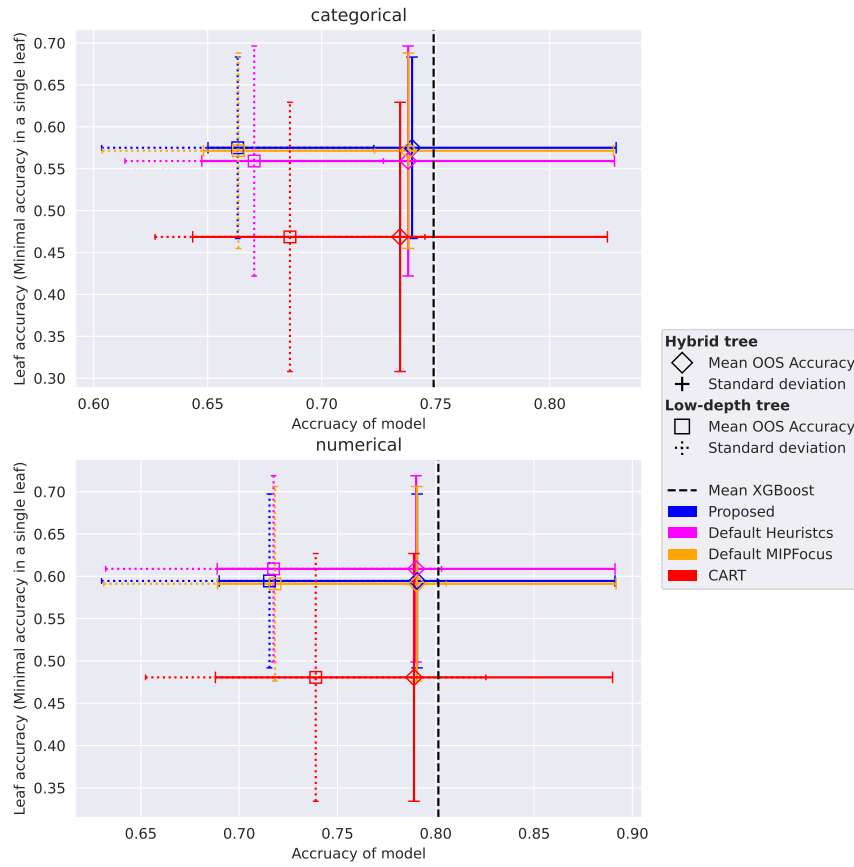 categorical
Leaf accuracy (Minimal accuracy in a single leaf)
0.70
0.65
0.60
0.55
0.50
0.45
0.40
0.35
0.30
0.60
0.65
0.70
0.75
0.80
Accruacy of model
numerical
Leaf accuracy (Minimal accuracy in a single leaf)
0.70
0.65
0.60
0.55
0.50
0.45
0.40
0.35
0.65
0.70
0.75
0.80
0.85
0.90
Accruacy of model
Hybrid tree
Mean OOS Accuracy
Standard deviation
Low-depth tree
Mean OOS Accuracy
Standard deviation
Mean XGBoost
Proposed
Default Heuristcs
Default MIPFocus
CART